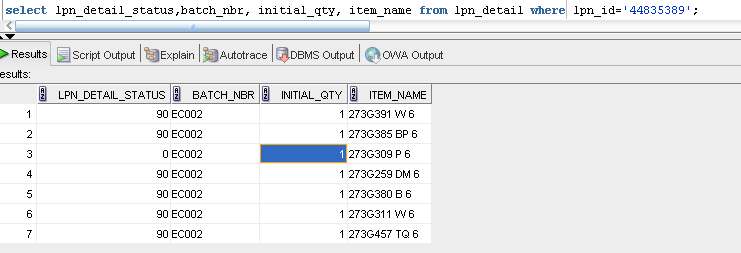 select lpn_detail_status,batch_nbr, initial_qty, item_name from lpn_detail where lpn_id='44835389';
Results Script Output Explain Autotrace DBMS Output OWA Output
esults:
LPN_DETAIL_STATUS BATCH_NBR INITIAL_QTY ITEM_NAME
1 90 EC002 1 273G391 W 6
2 90 EC002 1 273G385 BP 6
3 0 EC002 1 273G309 P 6
4 90 EC002 1 273G259 DM 6
5 90 EC002 1 273G380 B 6
6 90 EC002 1 273G311 W 6
7 90 EC002 1 273G457 TQ 6